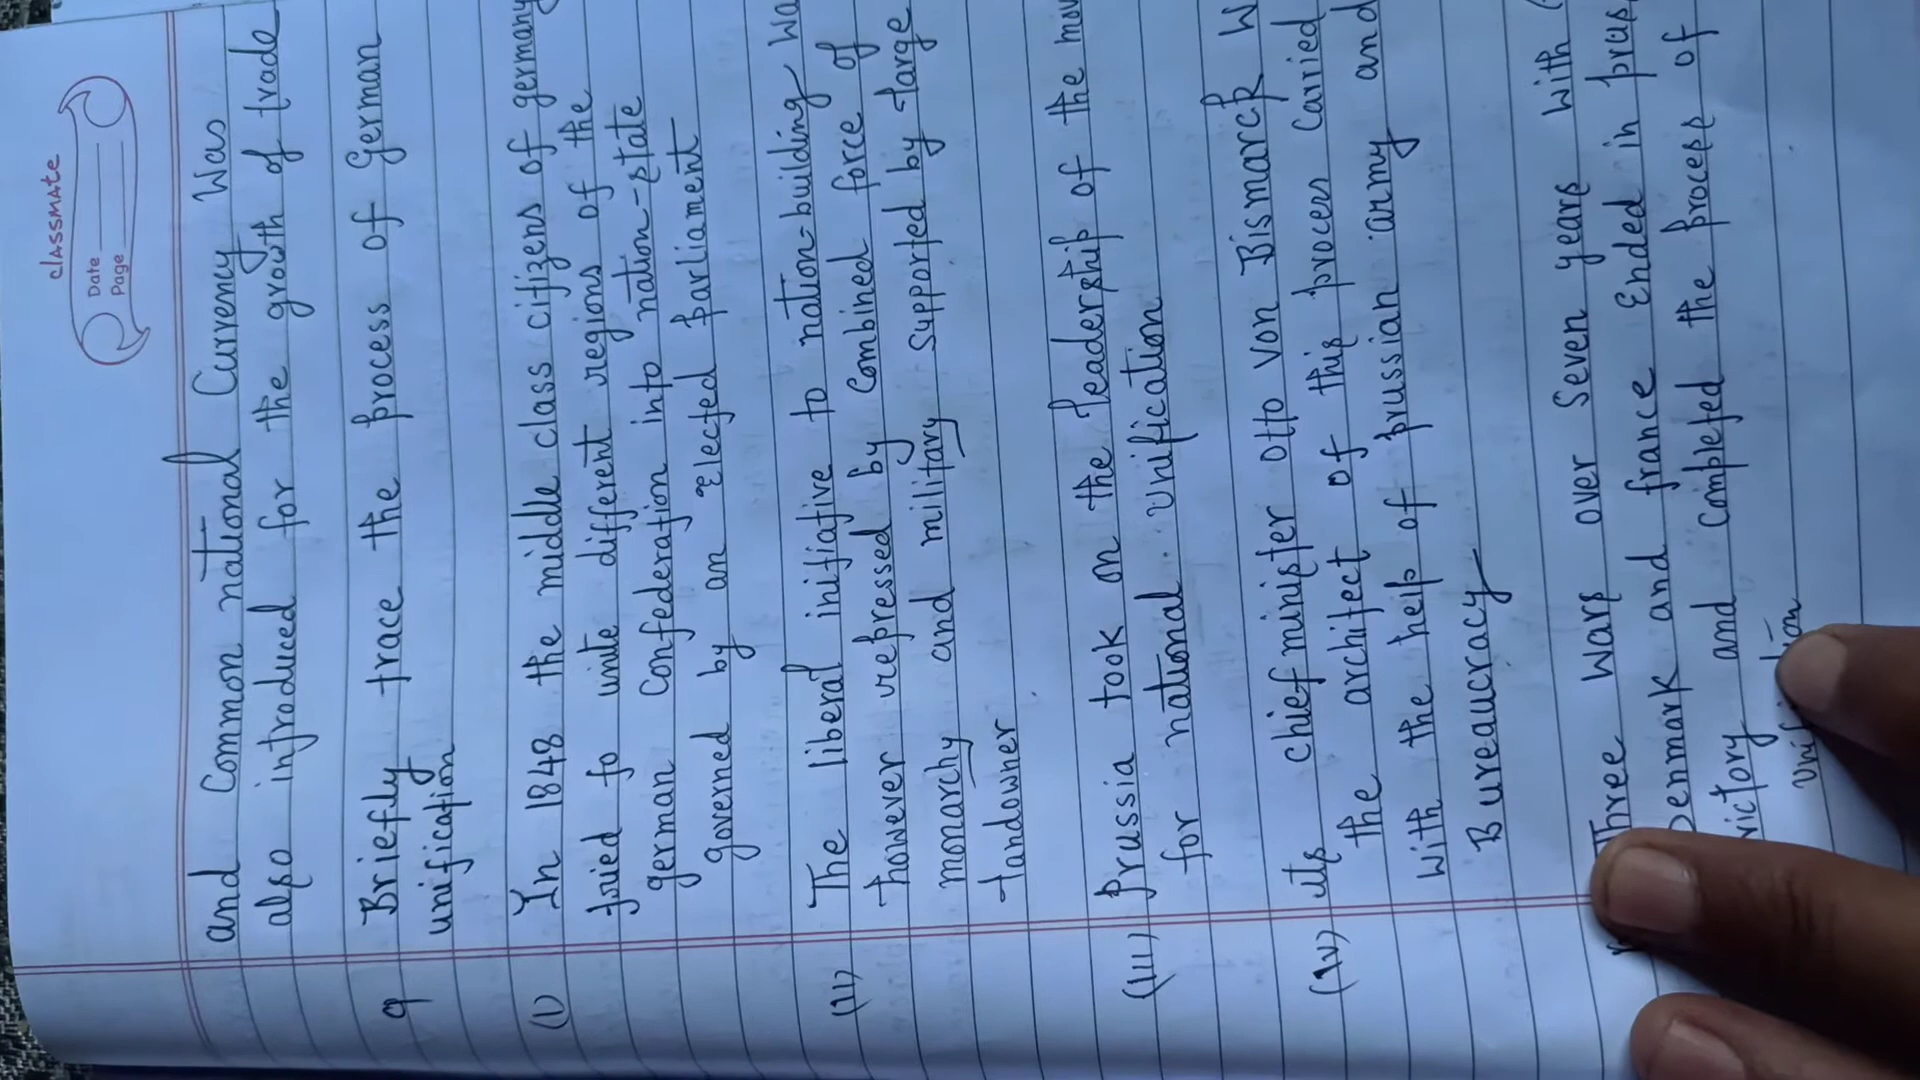 classmate
Date
Page
and Common national Currency Was
also introduced for the growth of trade
q Briefly trace the process of German
unification
(I) In 1848 the middle class citizens of germany
tried to unite different regions of the
german Confederation into nation-state
governed by an Elected parliament
(II) The liberal initiative to nation-building
however repressed by Combined force of
monarchy and military supported by large
landowner
(III) Prussia took on the leadership of the
for national unification
(IV) its chief minister otto von Bismarck
the architect of this process Carried
with the help of prussian army and
Bureaucracy
Three wars over Seven years with
Denmark and france Ended in
victory and Completed the process of